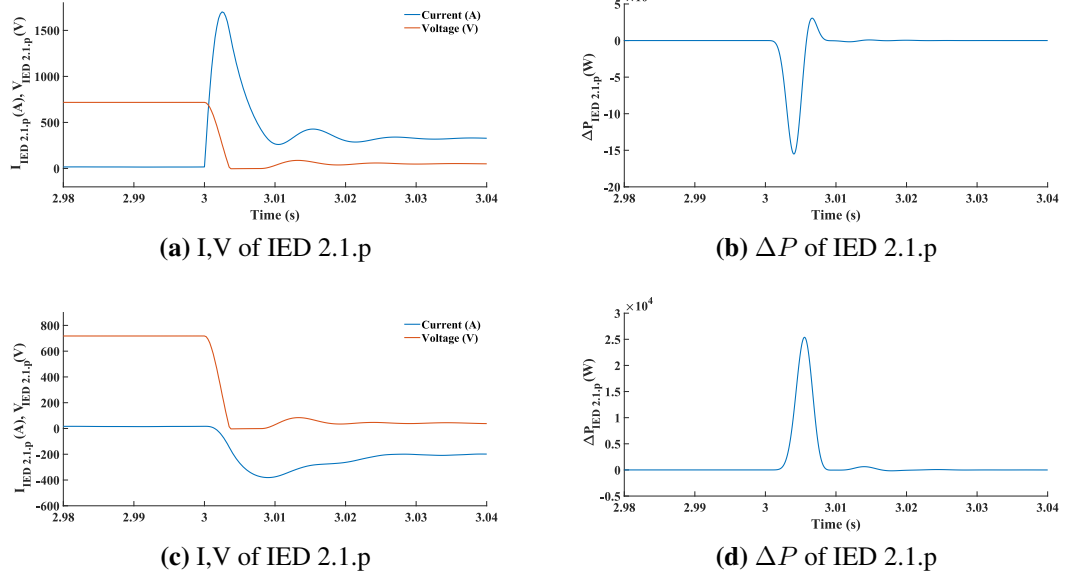 1500
1000
500
0
I_IED 2.1.p (A), V_IED 2.1.p (V)
Current (A)
Voltage (V)
2.98 2.99 3 3.01 3.02 3.03 3.04
Time (s)
(a) I,V of IED 2.1.p
5
0
-5
-10
-15
-20
ΔP_IED 2.1.p (W)
2.98 2.99 3 3.01 3.02 3.03 3.04
Time (s)
(b) ΔP of IED 2.1.p
800
600
400
200
0
-200
-400
-600
I_IED 2.1.p (A), V_IED 2.1.p (V)
Current (A)
Voltage (V)
2.98 2.99 3 3.01 3.02 3.03 3.04
(c) I,V of IED 2.1.p
×10⁴
3
2.5
2
1.5
1
0.5
0
-0.5
ΔP_IED 2.1.p (W)
2.98 2.99 3 3.01 3.02 3.03 3.04
Time (s)
(d) ΔP of IED 2.1.p